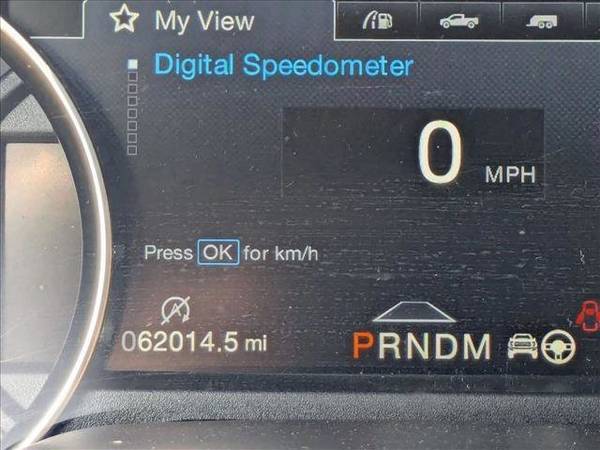 My View
Digital Speedometer
0 MPH
Press OK for km/h
062014.5 mi
PRNDM